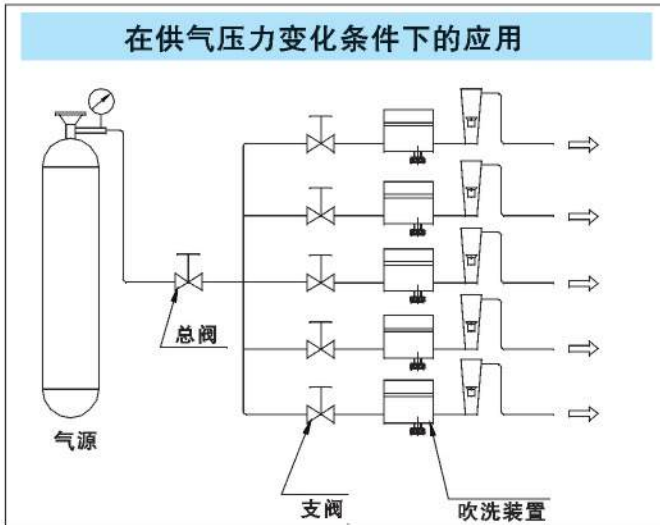 在供气压力变化条件下的应用
总阀
气源
支阀
吹洗装置